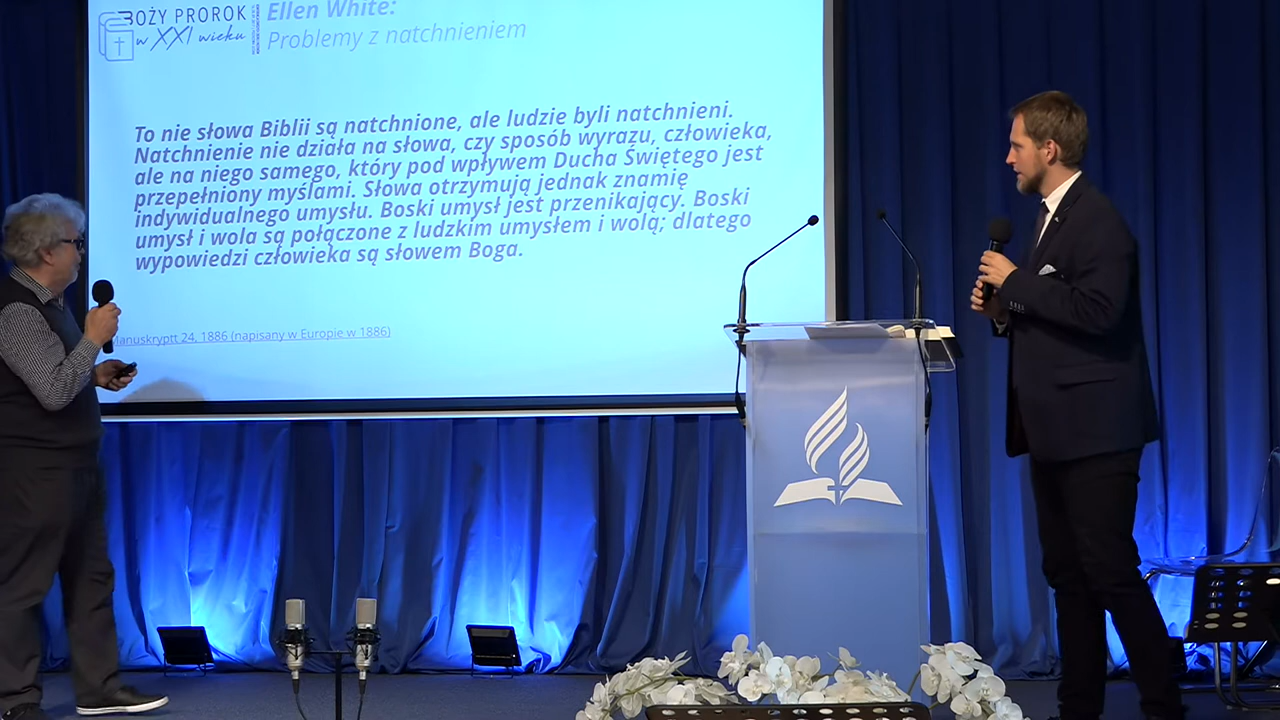 BOŻY PROROK
w XXI wieku
Ellen White:
Problemy z natchnieniem
To nie słowa Biblii są natchnione, ale ludzie byli natchnieni.
Natchnienie nie działa na słowa, czy sposób wyrazu, człowieka,
ale na niego samego, który pod wpływem Ducha Świętego jest
przepełniony myślami. Słowa otrzymują jednak znamię
indywidualnego umysłu. Boski umysł jest przenikający. Boski
umysł i wola są połączone z ludzkim umysłem i wolą; dlatego
wypowiedzi człowieka są słowem Boga.
Manuskryptt 24, 1886 (napisany w Europie w 1886)